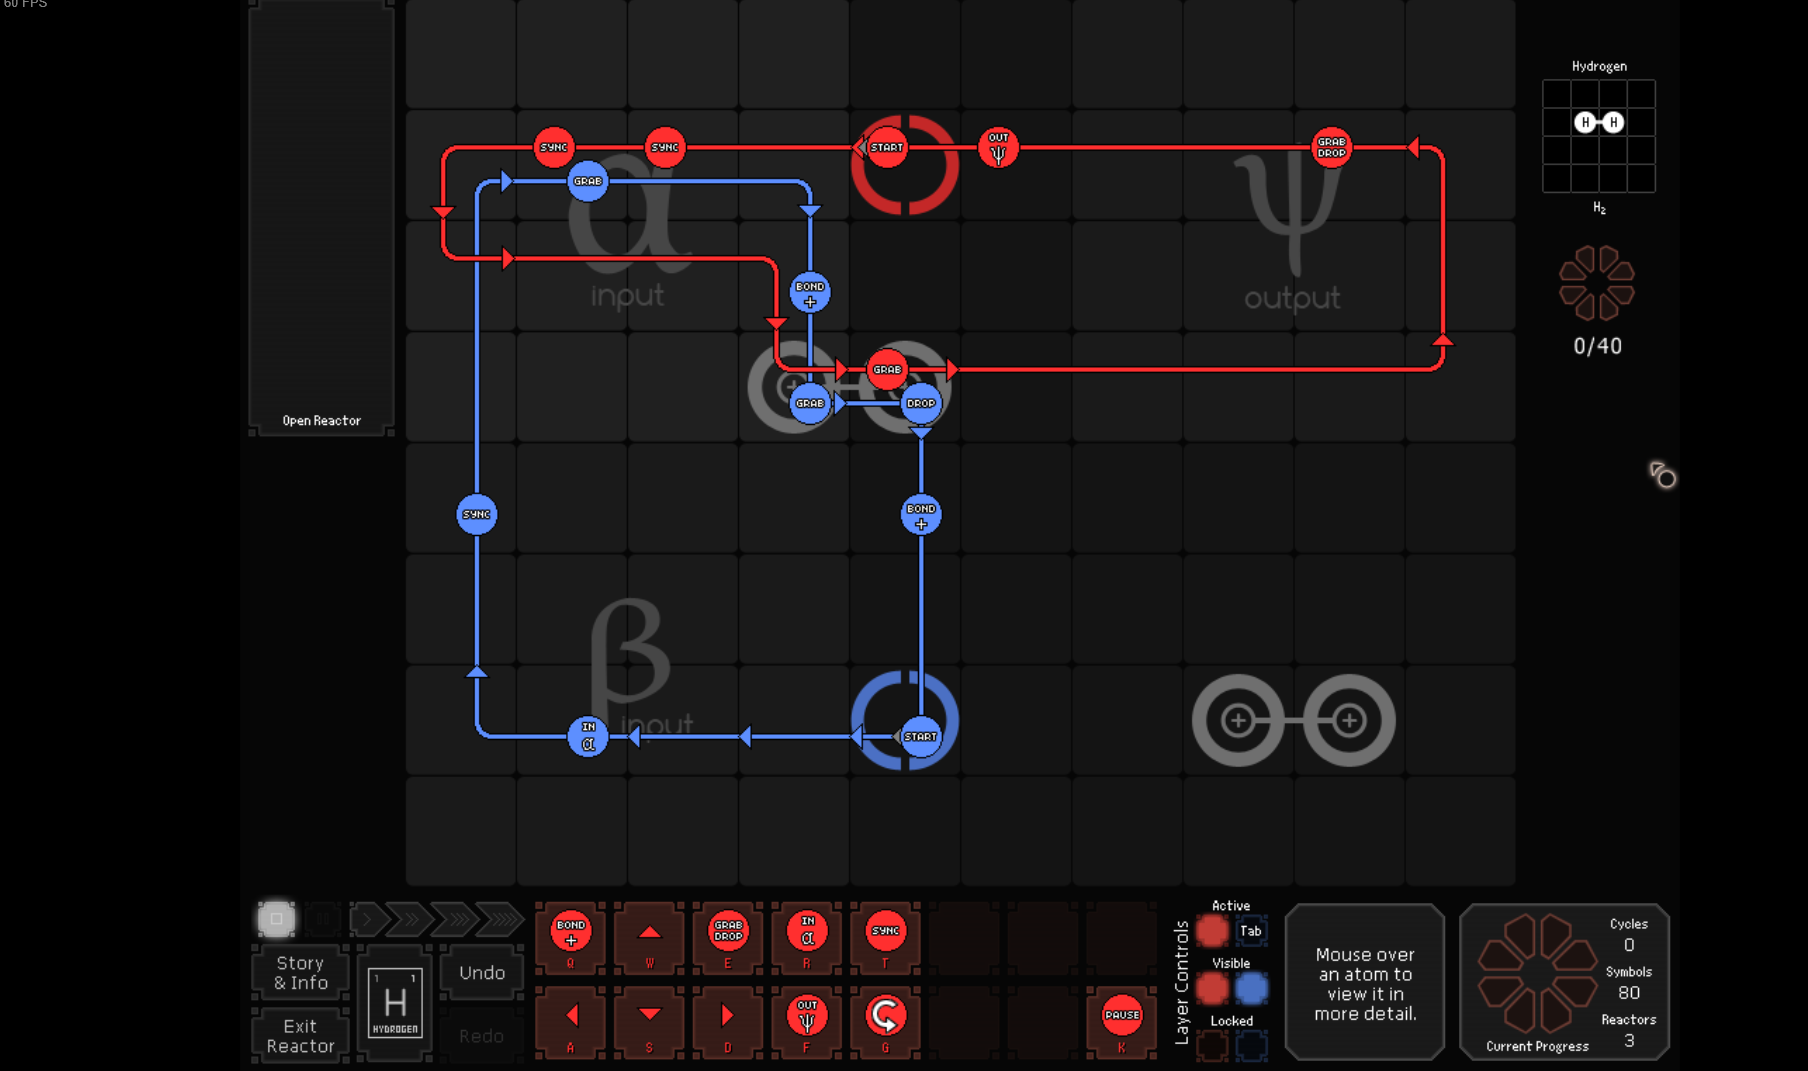 60 FPS
Hydrogen
H H
H₂
0/40
Open Reactor
SYNC
SYNC
START
OUT
Ψ
GRAB
DROP
GRAB
α
input
ψ
output
BOND
+
GRAB
GRAB
DROP
SYNC
BOND
+
β
input
IN
α
START
BOND
+
Q
W
GRAB
DROP
E
IN
α
R
SYNC
T
A
S
D
OUT
Ψ
F
G
PAUSE
K
Story
& Info
Exit
Reactor
1 1
H
HYDROGEN
Undo
Redo
Layer Controls
Active
Tab
Visible
Locked
Mouse over
an atom to
view it in
more detail.
Cycles
0
Symbols
80
Reactors
3
Current Progress